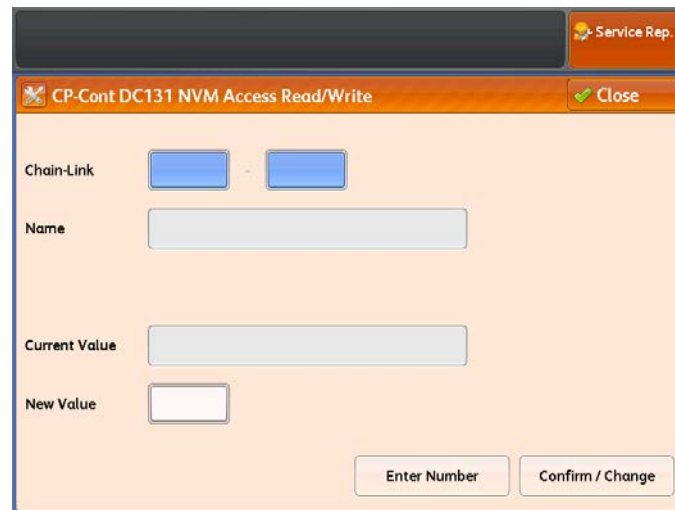 Service Rep.
CP-Cont DC131 NVM Access Read/Write
Close
Chain-Link
-
Name
Current Value
New Value
Enter Number
Confirm / Change